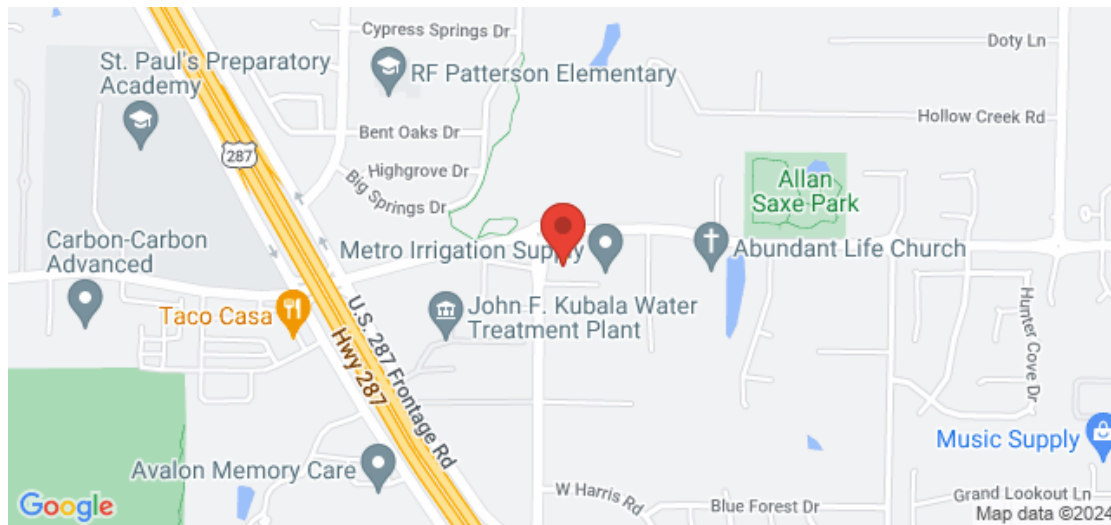 Cypress Springs Dr
Doty Ln
St. Paul's Preparatory
Academy
RF Patterson Elementary
Hollow Creek Rd
Bent Oaks Dr
287
Highgrove Dr
Big Springs Dr
Allan
Saxe Park
Carbon-Carbon
Advanced
Metro Irrigation Supply
Abundant Life Church
Taco Casa
John F. Kubala Water
Treatment Plant
U.S. 287 Frontage Rd
Hwy 287
Hunter Cove Dr
Music Supply
Avalon Memory Care
W Harris Rd
Blue Forest Dr
Grand Lookout Ln
Google
Map data ©2024